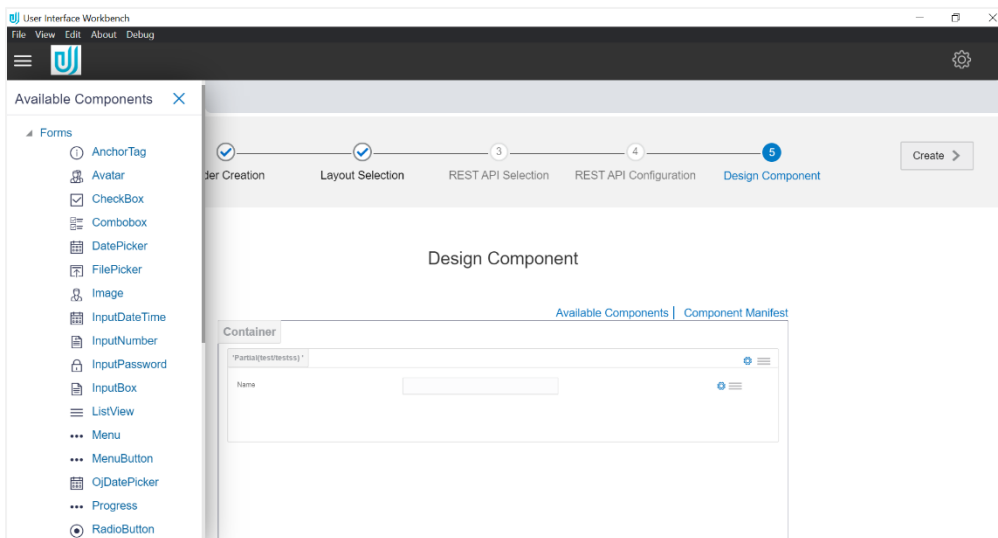 User Interface Workbench
File View Edit About Debug
Available Components
Forms
AnchorTag
Avatar
CheckBox
Combobox
DatePicker
FilePicker
Image
InputDateTime
InputNumber
InputPassword
InputBox
ListView
Menu
MenuButton
OjDatePicker
Progress
RadioButton
der Creation
Layout Selection
3
REST API Selection
4
REST API Configuration
5
Design Component
Create
Design Component
Available Components | Component Manifest
Container
'Partial(test/testss) '
Name